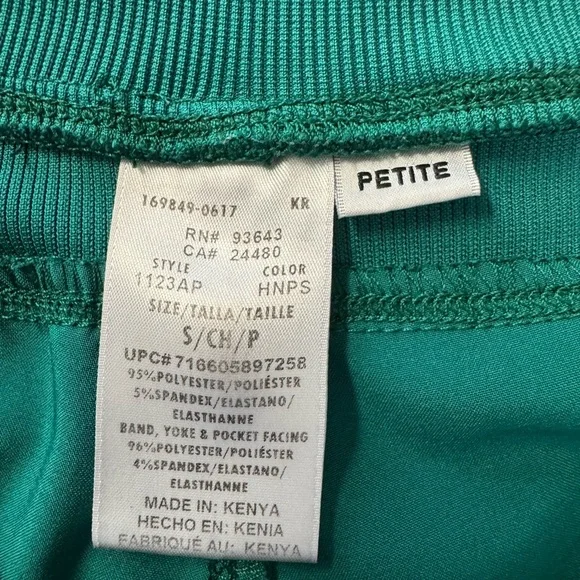 169849-0617 KR
RN# 93643
CA# 24480
STYLE COLOR
1123AP HNPS
SIZE/TALLA/TAILLE
S/CH/P
UPC#716605897258
95%POLYESTER/POLIÉSTER
5%SPANDEX/ELASTANO/
ELASTHANNE
BAND, YOKE & POCKET FACING
96%POLYESTER/POLIÉSTER
4%SPANDEX/ELASTANO/
ELASTHANNE
MADE IN: KENYA
HECHO EN: KENIA
FABRIQUÉ AU: KENYA
PETITE